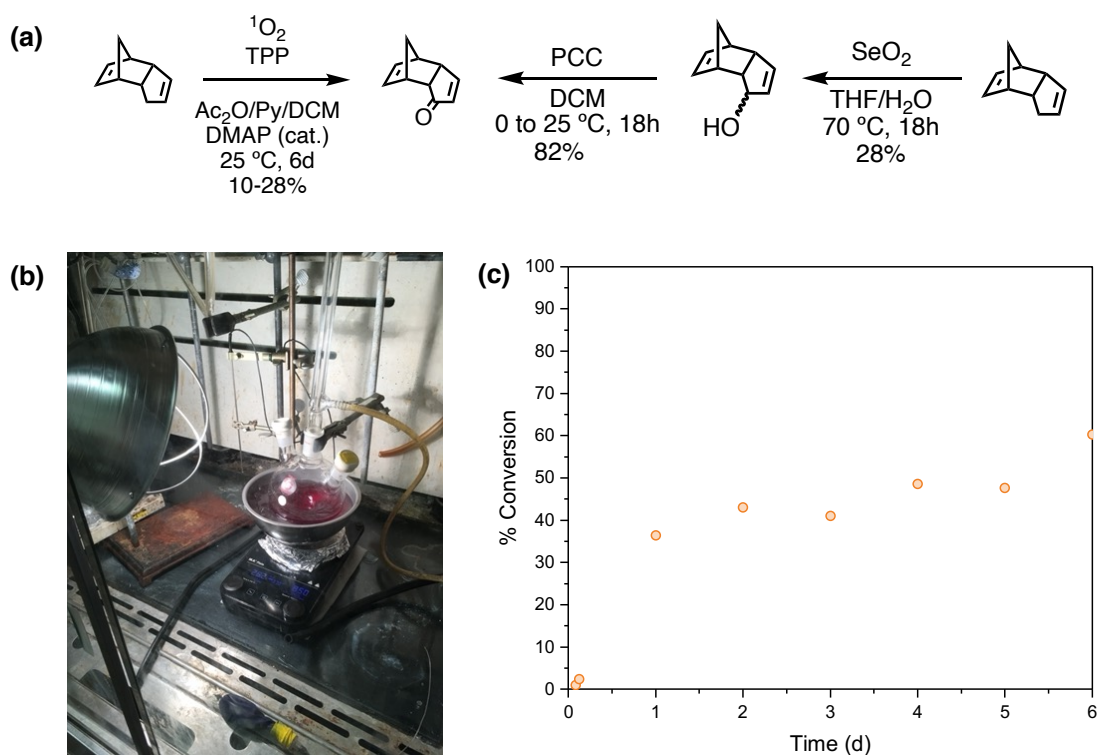 (a)
¹O₂
TPP
Ac₂O/Py/DCM
DMAP (cat.)
25 ºC, 6d
10-28%
O
PCC
DCM
0 to 25 ºC, 18h
82%
HO
SeO₂
THF/H₂O
70 ºC, 18h
28%
(b)
(c)
100
90
80
70
60
50
40
30
20
10
0
% Conversion
0 1 2 3 4 5 6
Time (d)